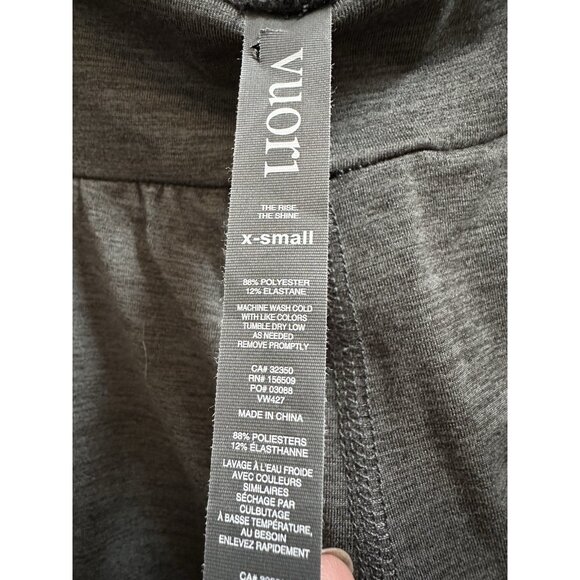 vuori
THE RISE.
THE SHINE
x-small
88% POLYESTER
12% ELASTANE
MACHINE WASH COLD
WITH LIKE COLORS
TUMBLE DRY LOW
AS NEEDED
REMOVE PROMPTLY
CA# 32350
RN# 156509
PO# 03088
VW427
MADE IN CHINA
88% POLIESTERS
12% ÉLASTHANNE
LAVAGE À L'EAU FROIDE
AVEC COULEURS
SIMILAIRES
SÉCHAGE PAR
CULBUTAGE
À BASSE TEMPÉRATURE,
AU BESOIN
ENLEVEZ RAPIDEMENT